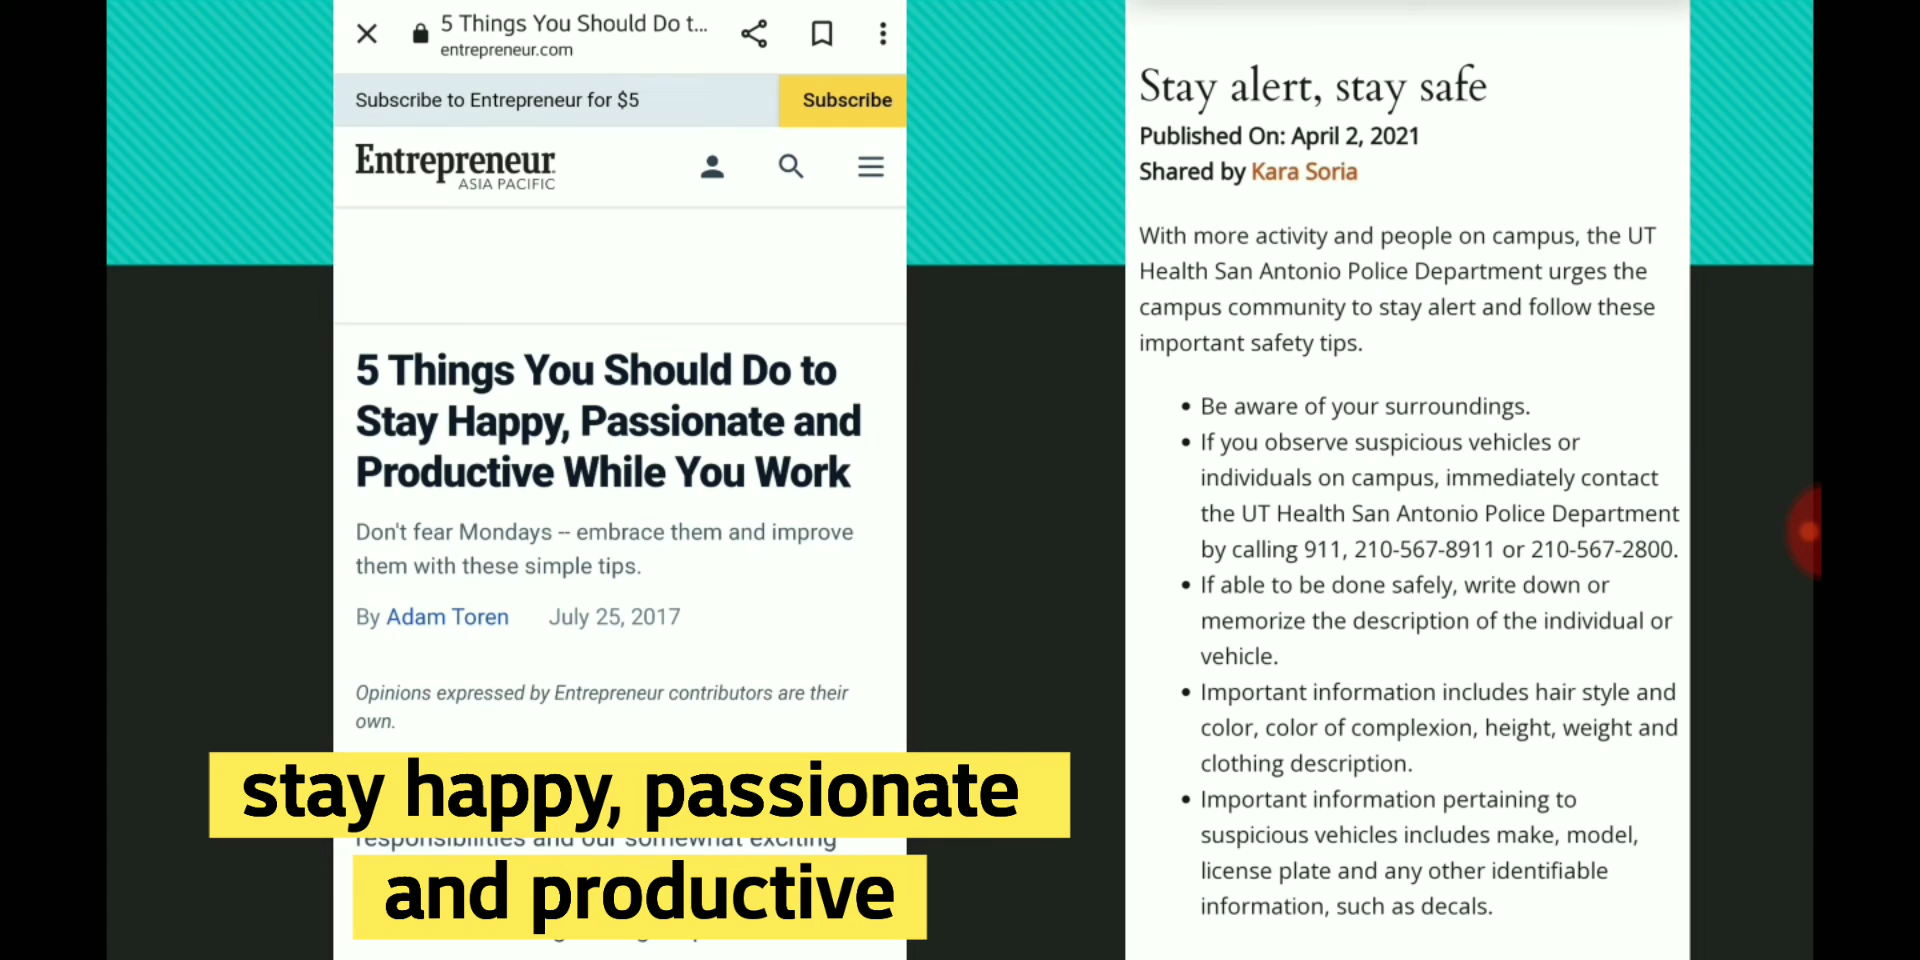 5 Things You Should Do t...
entrepreneur.com
Subscribe to Entrepreneur for $5
Subscribe
Entrepreneur
ASIA PACIFIC
5 Things You Should Do to
Stay Happy, Passionate and
Productive While You Work
Don't fear Mondays -- embrace them and improve
them with these simple tips.
By Adam Toren July 25, 2017
Opinions expressed by Entrepreneur contributors are their
own.
stay happy, passionate
responsibilities and our somewhat exciting
and productive
Stay alert, stay safe
Published On: April 2, 2021
Shared by Kara Soria
With more activity and people on campus, the UT
Health San Antonio Police Department urges the
campus community to stay alert and follow these
important safety tips.
• Be aware of your surroundings.
• If you observe suspicious vehicles or
individuals on campus, immediately contact
the UT Health San Antonio Police Department
by calling 911, 210-567-8911 or 210-567-2800.
• If able to be done safely, write down or
memorize the description of the individual or
vehicle.
• Important information includes hair style and
color, color of complexion, height, weight and
clothing description.
• Important information pertaining to
suspicious vehicles includes make, model,
license plate and any other identifiable
information, such as decals.